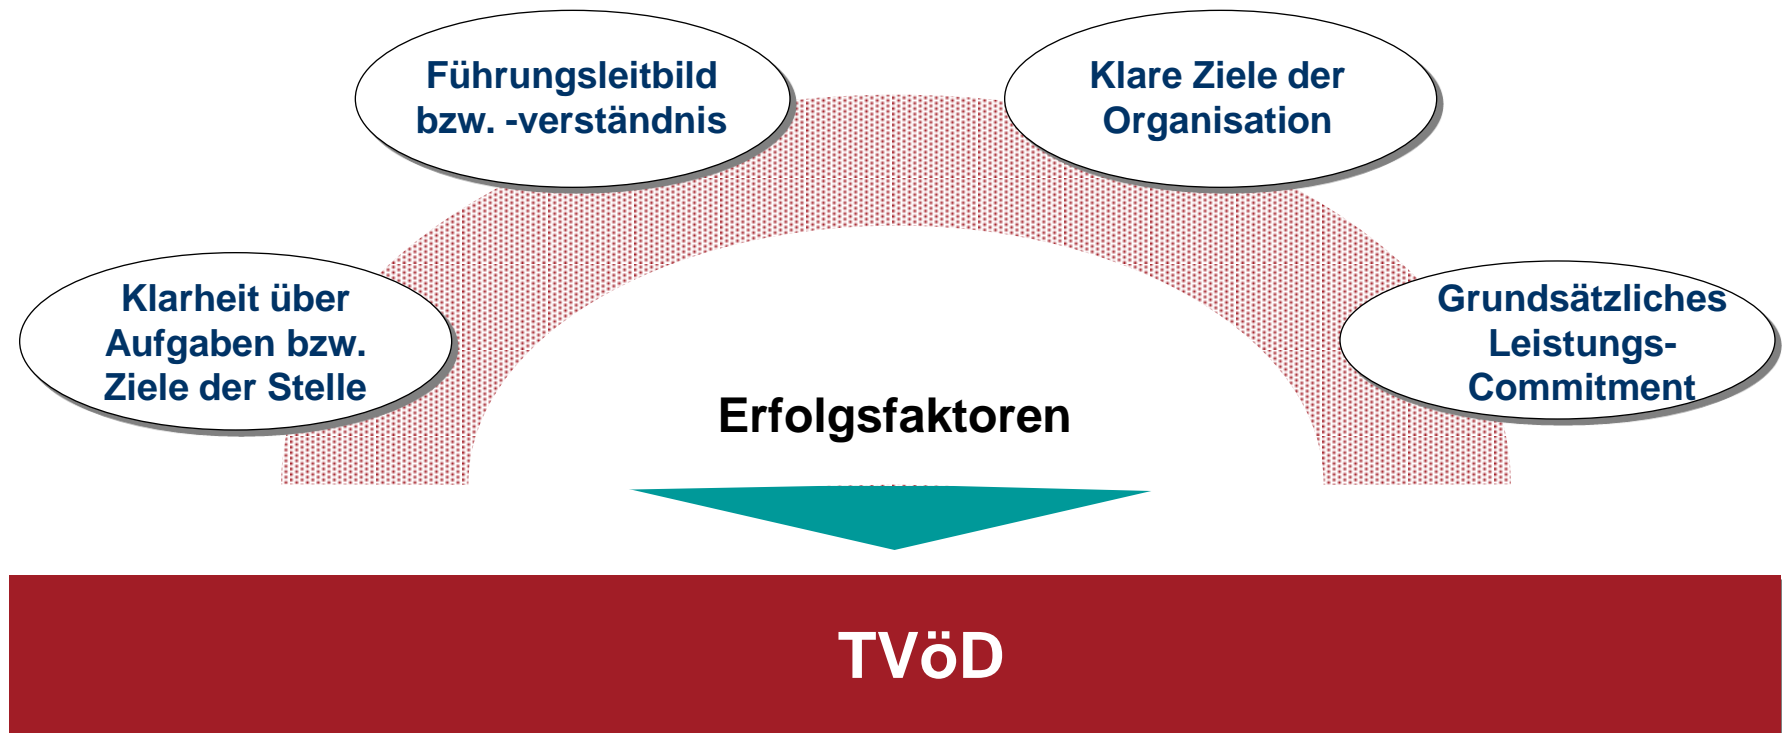 Führungsleitbild
bzw. -verständnis
Klare Ziele der
Organisation
Klarheit über
Aufgaben bzw.
Ziele der Stelle
Grundsätzliches
Leistungs-
Commitment
Erfolgsfaktoren
TVöD